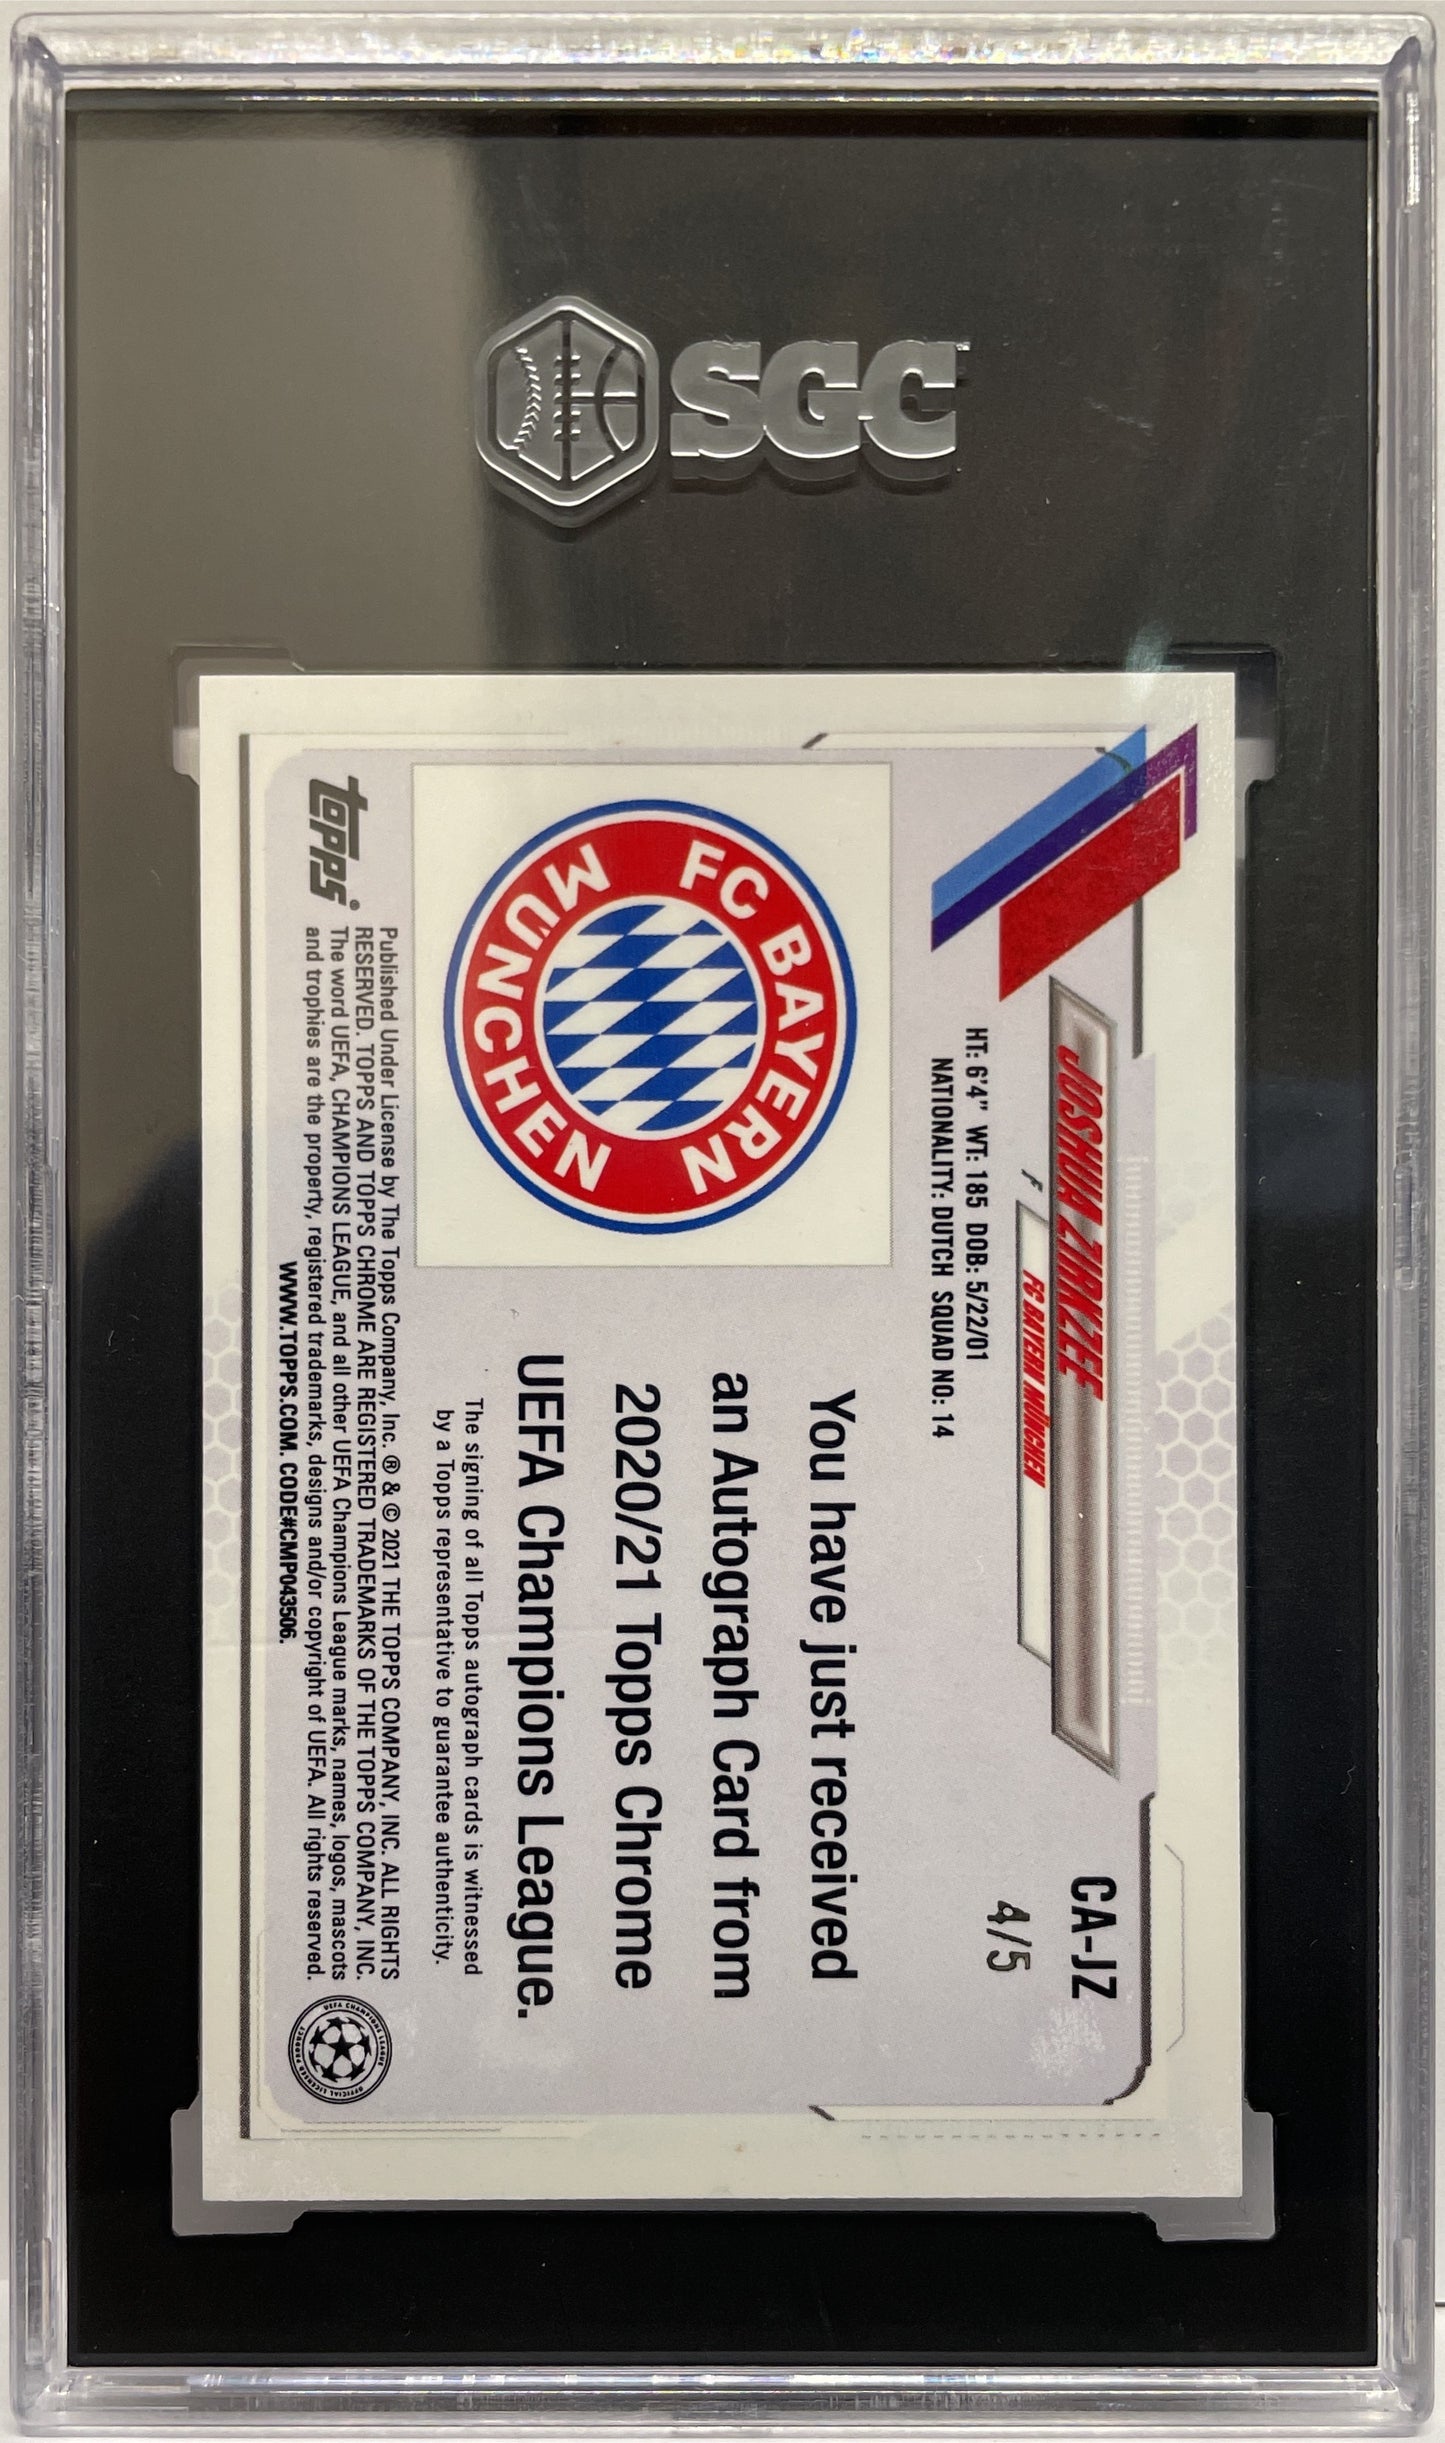 SGC
CA-JZ
4/5
JOSHUA ZIRKZEE
F
FC BAYERN MÜNCHEN
HT: 6'4" WT: 185 DOB: 5/22/01
NATIONALITY: DUTCH SQUAD NO: 14
FC BAYERN
MÜNCHEN
You have just received
an Autograph Card from
2020/21 Topps Chrome
UEFA Champions League.
The signing of all Topps autograph cards is witnessed
by a Topps representative to guarantee authenticity.
topps®
Published Under License by The Topps Company, Inc. ® & © 2021 THE TOPPS COMPANY, INC. ALL RIGHTS
RESERVED. TOPPS AND TOPPS CHROME ARE REGISTERED TRADEMARKS OF THE TOPPS COMPANY, INC.
The word UEFA, CHAMPIONS LEAGUE, and all other UEFA Champions League marks, names, logos, mascots
and trophies are the property, registered trademarks, designs and/or copyright of UEFA. All rights reserved.
WWW.TOPPS.COM. CODE#CMP043506.
UEFA CHAMPIONS LEAGUE
OFFICIAL LICENSED PRODUCT